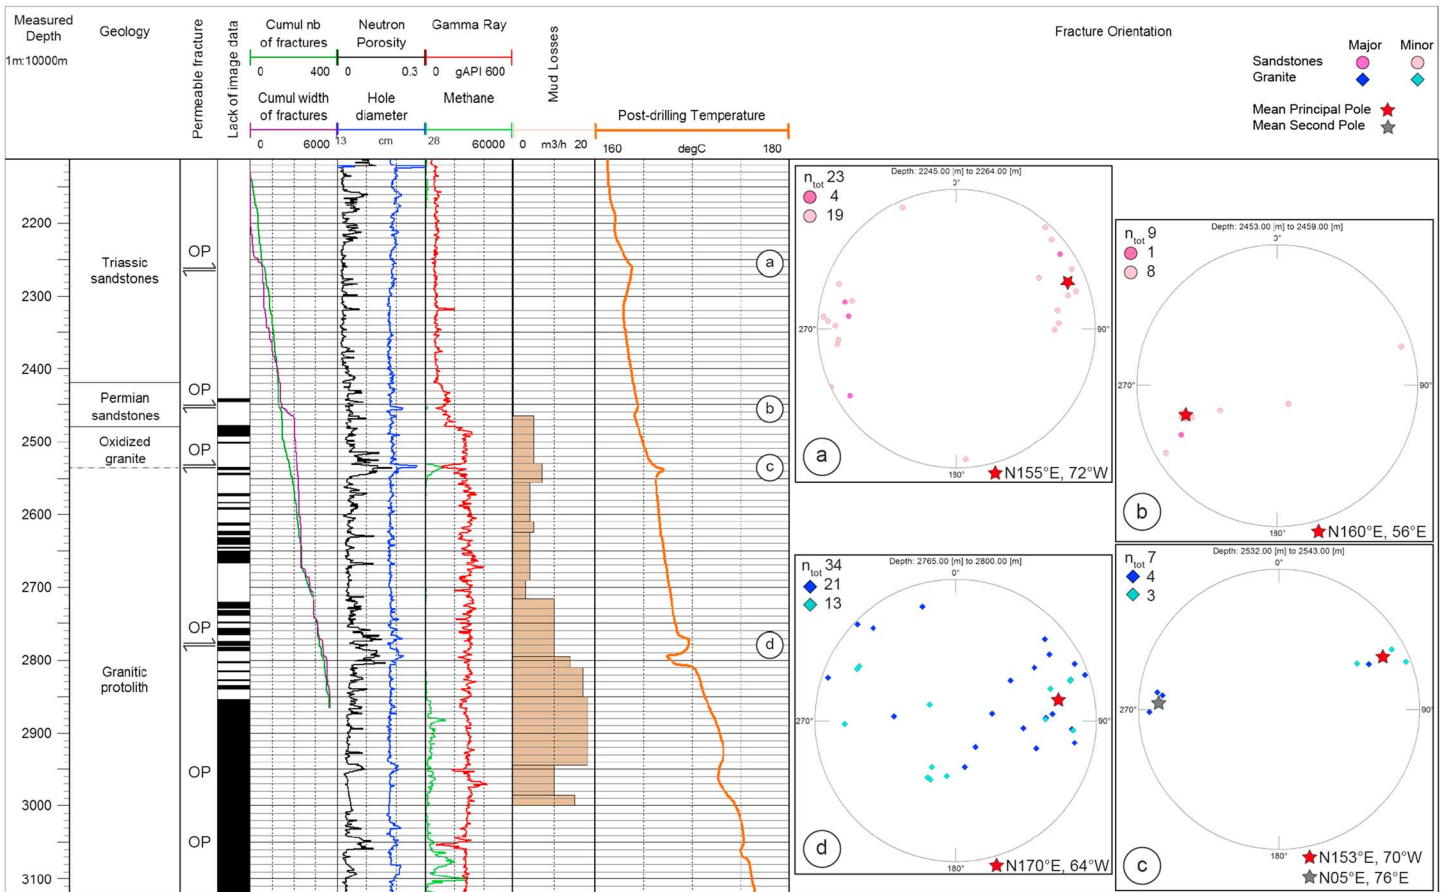 Measured
Depth
1m:10000m
Geology
Permeable fracture
Lack of image data
Cumul nb
of fractures
0 400
Cumul width
of fractures
0 6000
Neutron
Porosity
0 0.3
Hole
diameter
13 cm 28
Gamma Ray
0 gAPI 600
Methane
60000
Mud Losses
0 m3/h 20
Post-drilling Temperature
160 degC 180
Fracture Orientation
Major Minor
Sandstones
Granite
Mean Principal Pole
Mean Second Pole
2200
2300
2400
2500
2600
2700
2800
2900
3000
3100
Triassic
sandstones
Permian
sandstones
Oxidized
granite
Granitic
protolith
OP
OP
OP
OP
OP
OP
a
b
c
d
n tot 23
4
19
Depth: 2245.00 [m] to 2264.00 [m]
0°
270°
90°
180°
a
N155°E, 72°W
n tot 9
1
8
Depth: 2453.00 [m] to 2459.00 [m]
0°
270°
90°
180°
b
N160°E, 56°E
n tot 34
21
13
Depth: 2765.00 [m] to 2800.00 [m]
0°
270°
90°
180°
d
N170°E, 64°W
n tot 7
4
3
Depth: 2532.00 [m] to 2543.00 [m]
0°
270°
90°
180°
c
N153°E, 70°W
N05°E, 76°E